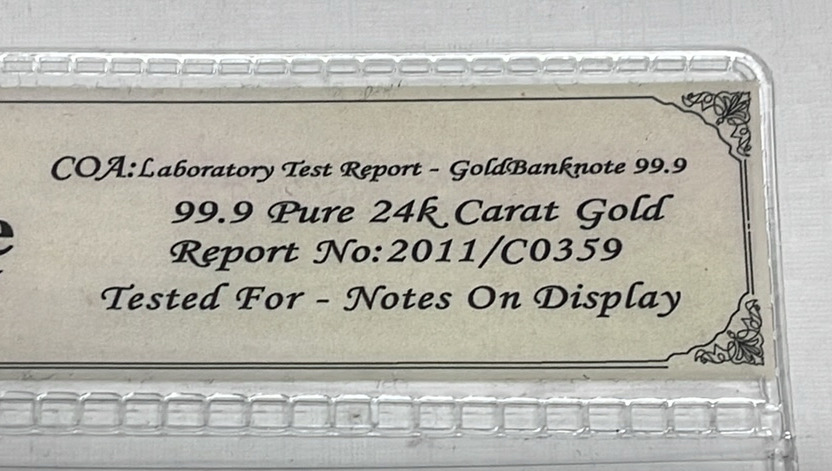 COA:Laboratory Test Report - GoldBanknote 99.9
99.9 Pure 24k Carat Gold
Report No:2011/C0359
Tested For - Notes On Display